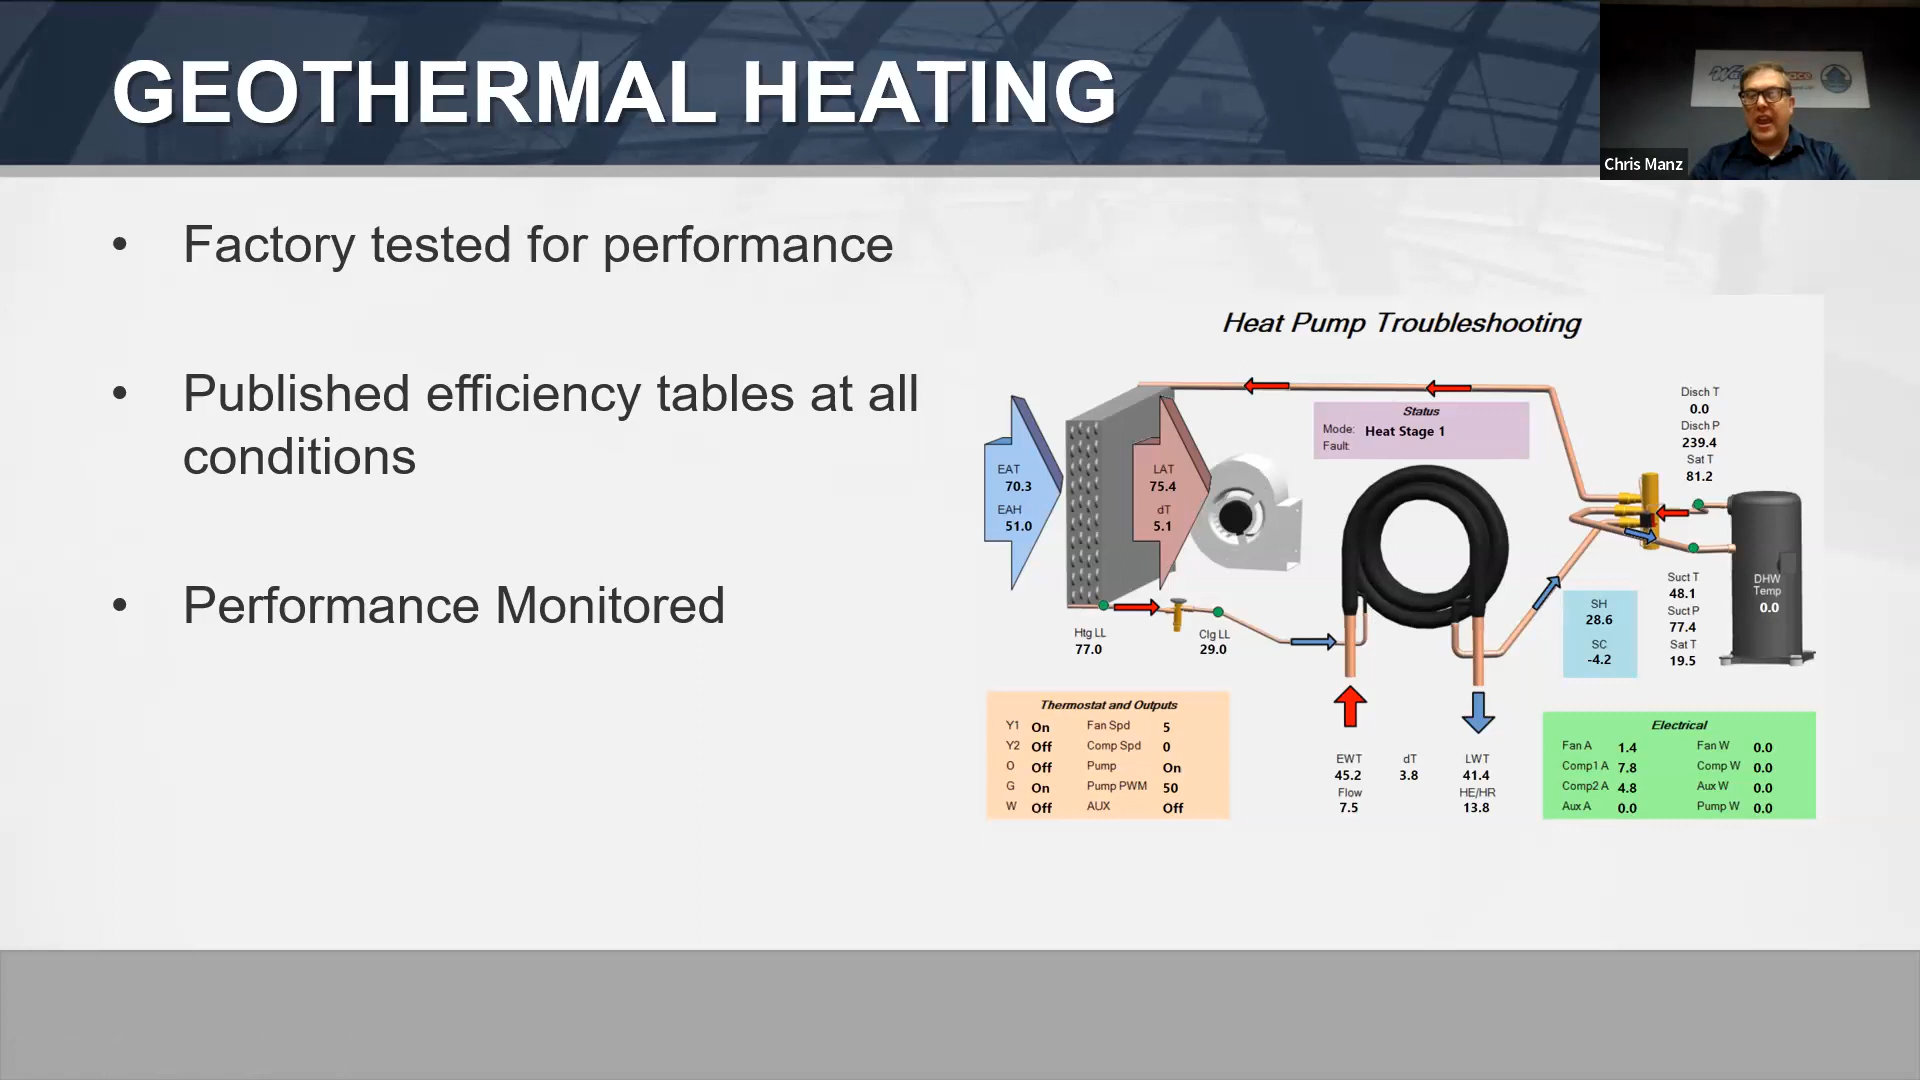 GEOTHERMAL HEATING
Chris Manz
• Factory tested for performance
• Published efficiency tables at all
conditions
• Performance Monitored
Heat Pump Troubleshooting
Status
Mode: Heat Stage 1
Fault:
Disch T
0.0
Disch P
239.4
Sat T
81.2
EAT
70.3
EAH
51.0
LAT
75.4
dT
5.1
DHW
Temp
0.0
Suct T
48.1
Suct P
77.4
Sat T
19.5
SH
28.6
SC
-4.2
Htg LL
77.0
Clg LL
29.0
Thermostat and Outputs
Y1 On Fan Spd 5
Y2 Off Comp Spd 0
O Off Pump On
G On Pump PWM 50
W Off AUX Off
EWT dT LWT
45.2 3.8 41.4
Flow HE/HR
7.5 13.8
Electrical
Fan A 1.4 Fan W 0.0
Comp1 A 7.8 Comp W 0.0
Comp2 A 4.8 Aux W 0.0
Aux A 0.0 Pump W 0.0